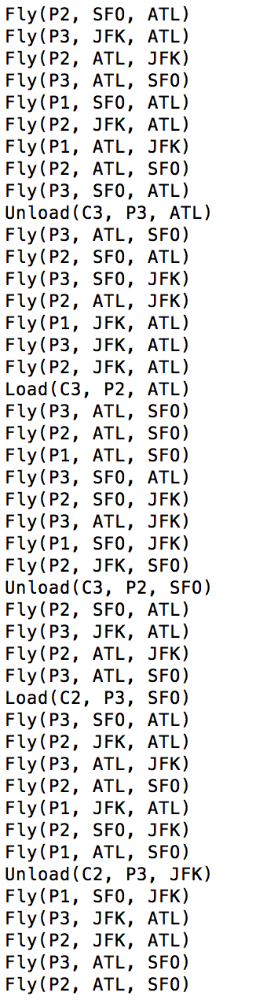 Fly(P2, SFO, ATL)
Fly(P3, JFK, ATL)
Fly(P2, ATL, JFK)
Fly(P3, ATL, SFO)
Fly(P1, SFO, ATL)
Fly(P2, JFK, ATL)
Fly(P1, ATL, JFK)
Fly(P2, ATL, SFO)
Fly(P3, SFO, ATL)
Unload(C3, P3, ATL)
Fly(P3, ATL, SFO)
Fly(P2, SFO, ATL)
Fly(P3, SFO, JFK)
Fly(P2, ATL, JFK)
Fly(P1, JFK, ATL)
Fly(P3, JFK, ATL)
Fly(P2, JFK, ATL)
Load(C3, P2, ATL)
Fly(P3, ATL, SFO)
Fly(P2, ATL, SFO)
Fly(P1, ATL, SFO)
Fly(P3, SFO, ATL)
Fly(P2, SFO, JFK)
Fly(P3, ATL, JFK)
Fly(P1, SFO, JFK)
Fly(P2, JFK, SFO)
Unload(C3, P2, SFO)
Fly(P2, SFO, ATL)
Fly(P3, JFK, ATL)
Fly(P2, ATL, JFK)
Fly(P3, ATL, SFO)
Load(C2, P3, SFO)
Fly(P3, SFO, ATL)
Fly(P2, JFK, ATL)
Fly(P3, ATL, JFK)
Fly(P2, ATL, SFO)
Fly(P1, JFK, ATL)
Fly(P2, SFO, JFK)
Fly(P1, ATL, SFO)
Unload(C2, P3, JFK)
Fly(P1, SFO, JFK)
Fly(P3, JFK, ATL)
Fly(P2, JFK, ATL)
Fly(P3, ATL, SFO)
Fly(P2, ATL, SFO)